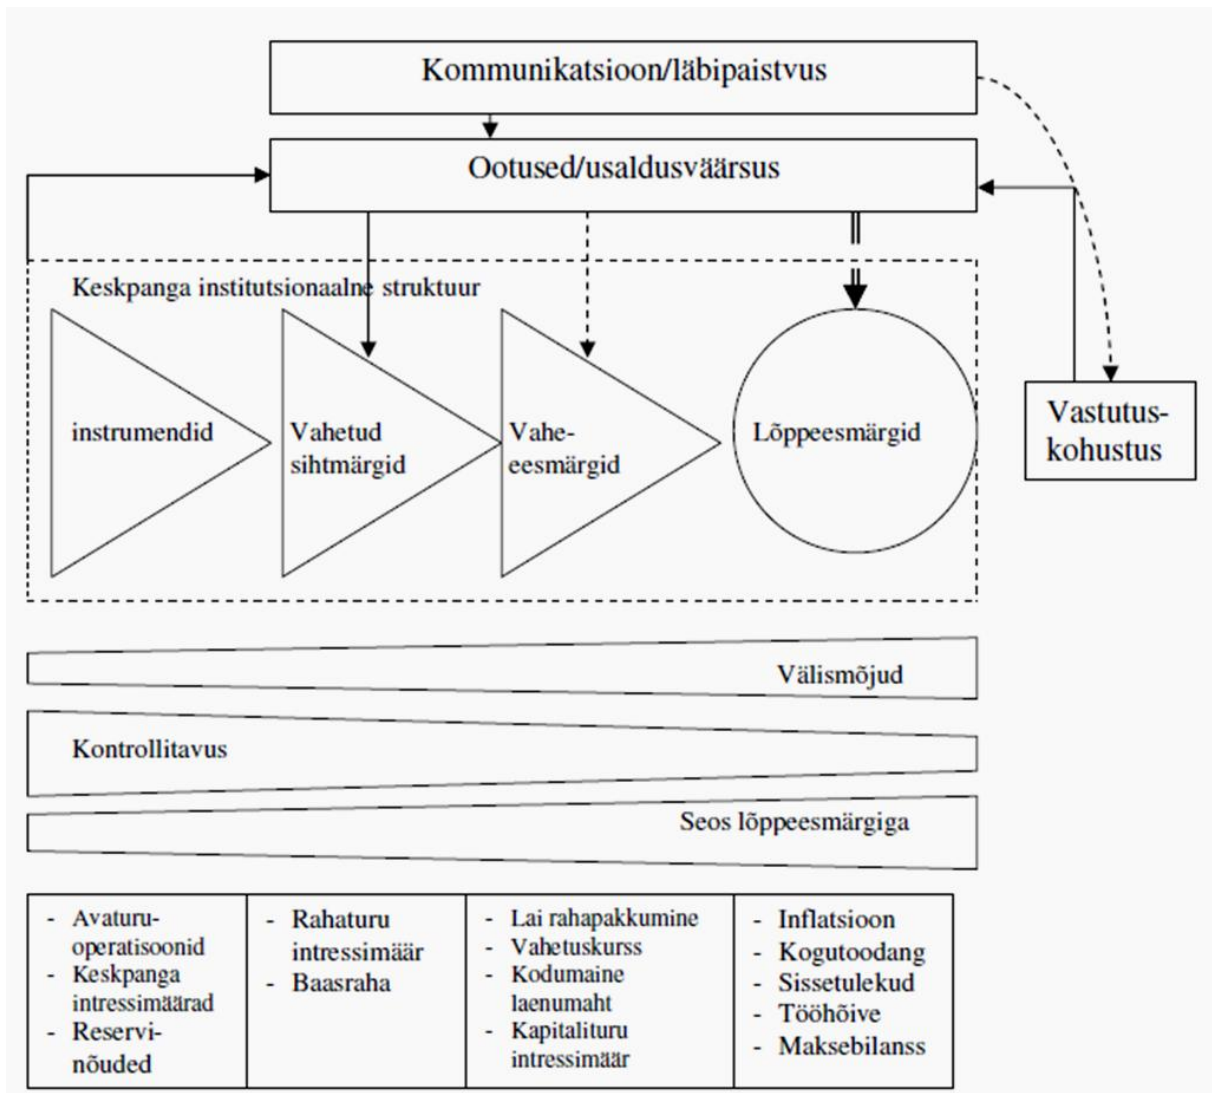 Kommunikatsioon/läbipaistvus
Ootused/usaldusväärsus
Keskpanga institutsionaalne struktuur
instrumendid
Vahetud
sihtmärgid
Vahe-
eesmärgid
Lõppeesmärgid
Vastutus-
kohustus
Välismõjud
Kontrollitavus
Seos lõppeesmärgiga
- Avaturu-
operatisoonid
- Keskpanga
intressimäärad
- Reservi-
nõuded
- Rahaturu
intressimäär
- Baasraha
- Lai rahapakkumine
- Vahetuskurss
- Kodumaine
laenumaht
- Kapitalituru
intressimäär
- Inflatsioon
- Kogutoodang
- Sissetulekud
- Tööhõive
- Maksebilanss